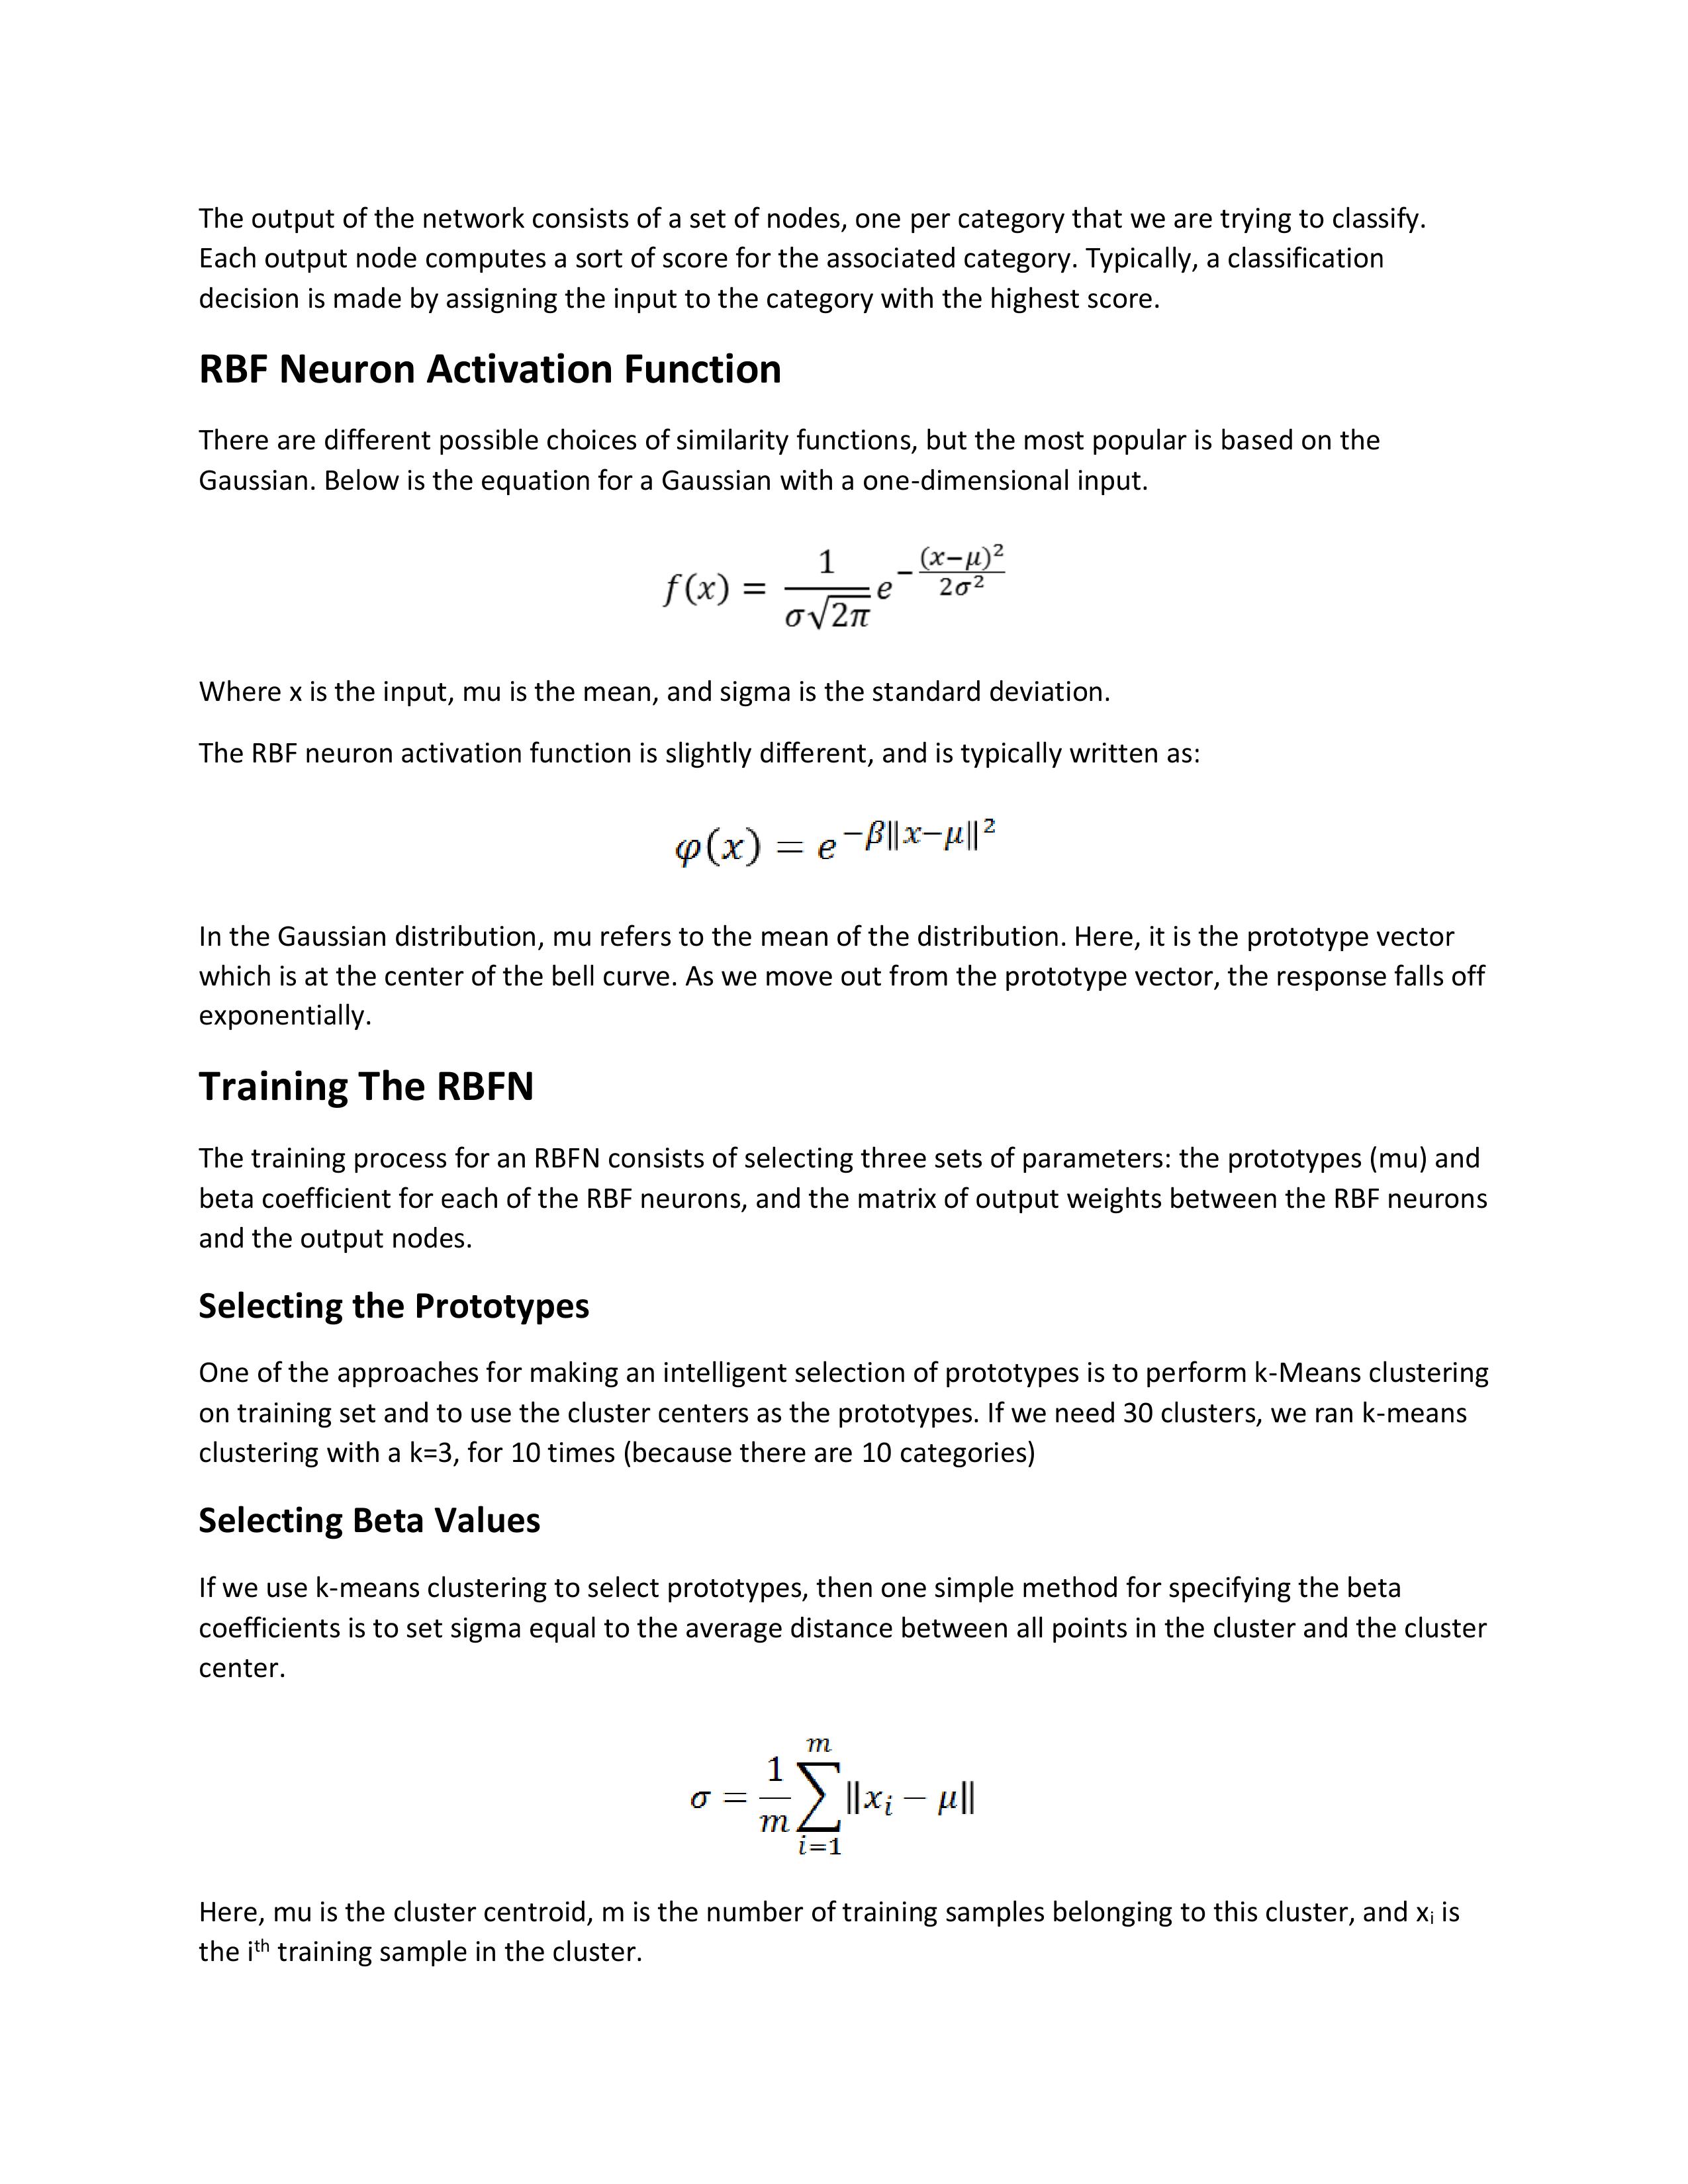 The output of the network consists of a set of nodes, one per category that we are trying to classify.
Each output node computes a sort of score for the associated category. Typically, a classification
decision is made by assigning the input to the category with the highest score.
RBF Neuron Activation Function
There are different possible choices of similarity functions, but the most popular is based on the
Gaussian. Below is the equation for a Gaussian with a one-dimensional input.
f(x) = \frac{1}{σ\sqrt{2π}} e^{-\frac{(x-μ)^2}{2σ^2}}
Where x is the input, mu is the mean, and sigma is the standard deviation.
The RBF neuron activation function is slightly different, and is typically written as:
φ(x) = e^{-β‖x-μ‖^2}
In the Gaussian distribution, mu refers to the mean of the distribution. Here, it is the prototype vector
which is at the center of the bell curve. As we move out from the prototype vector, the response falls off
exponentially.
Training The RBFN
The training process for an RBFN consists of selecting three sets of parameters: the prototypes (mu) and
beta coefficient for each of the RBF neurons, and the matrix of output weights between the RBF neurons
and the output nodes.
Selecting the Prototypes
One of the approaches for making an intelligent selection of prototypes is to perform k-Means clustering
on training set and to use the cluster centers as the prototypes. If we need 30 clusters, we ran k-means
clustering with a k=3, for 10 times (because there are 10 categories)
Selecting Beta Values
If we use k-means clustering to select prototypes, then one simple method for specifying the beta
coefficients is to set sigma equal to the average distance between all points in the cluster and the cluster
center.
σ = \frac{1}{m} \sum_{i=1}^{m} ‖x_i - μ‖
Here, mu is the cluster centroid, m is the number of training samples belonging to this cluster, and x_i is
the i^th training sample in the cluster.